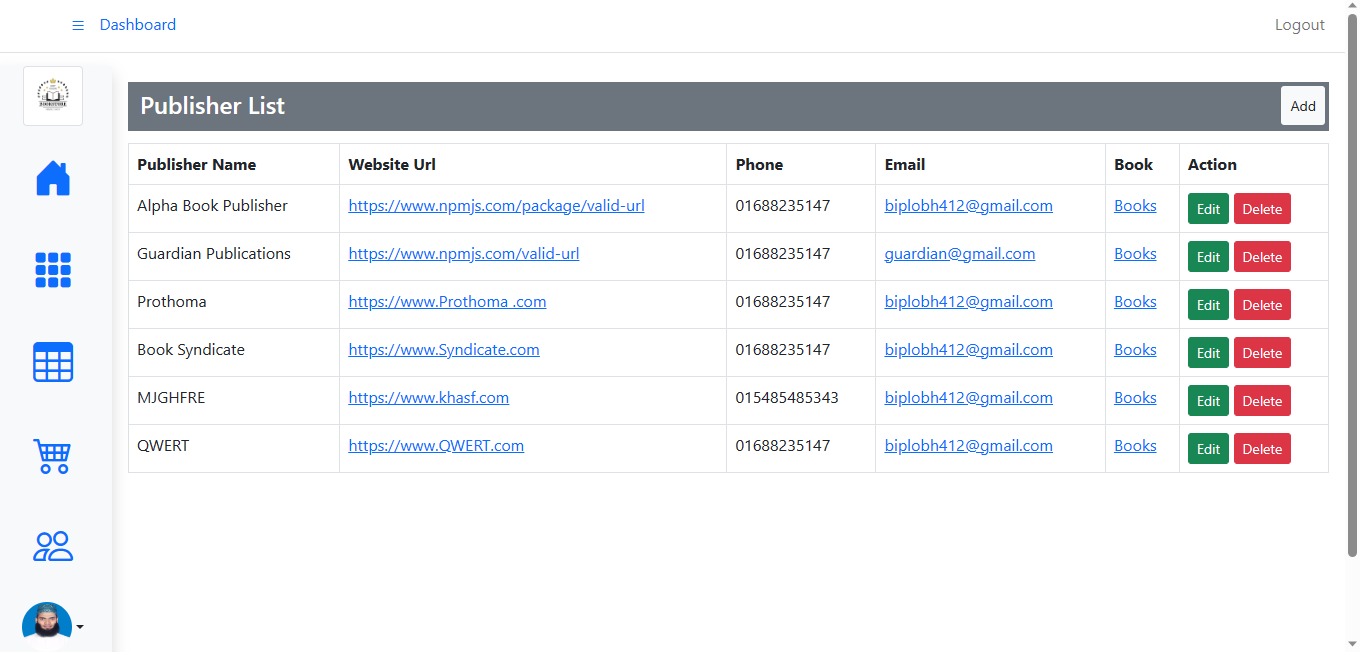 Dashboard
Logout
BOOKSTORE
Publisher List
Add
Publisher Name Website Url Phone Email Book Action
Alpha Book Publisher https://www.npmjs.com/package/valid-url 01688235147 biplobh412@gmail.com Books Edit Delete
Guardian Publications https://www.npmjs.com/valid-url 01688235147 guardian@gmail.com Books Edit Delete
Prothoma https://www.Prothoma .com 01688235147 biplobh412@gmail.com Books Edit Delete
Book Syndicate https://www.Syndicate.com 01688235147 biplobh412@gmail.com Books Edit Delete
MJGHFRE https://www.khasf.com 015485485343 biplobh412@gmail.com Books Edit Delete
QWERT https://www.QWERT.com 01688235147 biplobh412@gmail.com Books Edit Delete